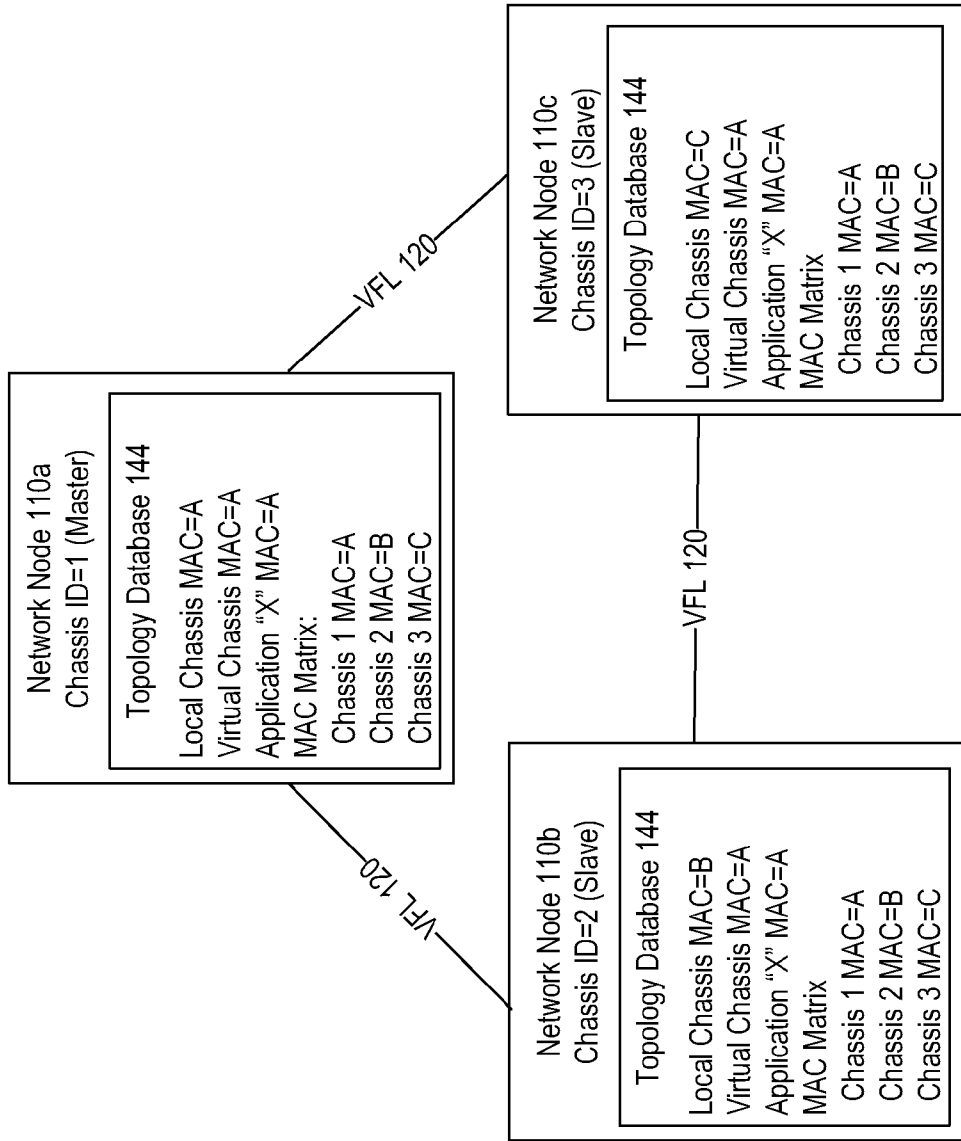 Network Node 110a
Chassis ID=1 (Master)
Topology Database 144
Local Chassis MAC=A
Virtual Chassis MAC=A
Application “X” MAC=A
MAC Matrix:
Chassis 1 MAC=A
Chassis 2 MAC=B
Chassis 3 MAC=C
VFL 120
VFL 120
Network Node 110b
Chassis ID=2 (Slave)
Topology Database 144
Local Chassis MAC=B
Virtual Chassis MAC=A
Application “X” MAC=A
MAC Matrix
Chassis 1 MAC=A
Chassis 2 MAC=B
Chassis 3 MAC=C
VFL 120
Network Node 110c
Chassis ID=3 (Slave)
Topology Database 144
Local Chassis MAC=C
Virtual Chassis MAC=A
Application “X” MAC=A
MAC Matrix
Chassis 1 MAC=A
Chassis 2 MAC=B
Chassis 3 MAC=C